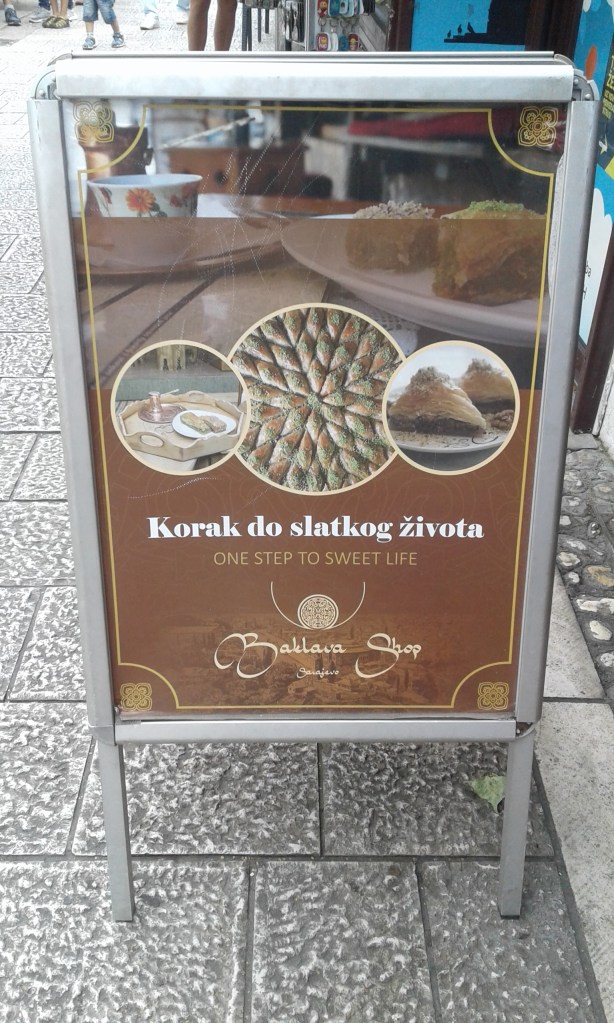 Korak do slatkog života
ONE STEP TO SWEET LIFE
Baklava Shop
Sarajevo